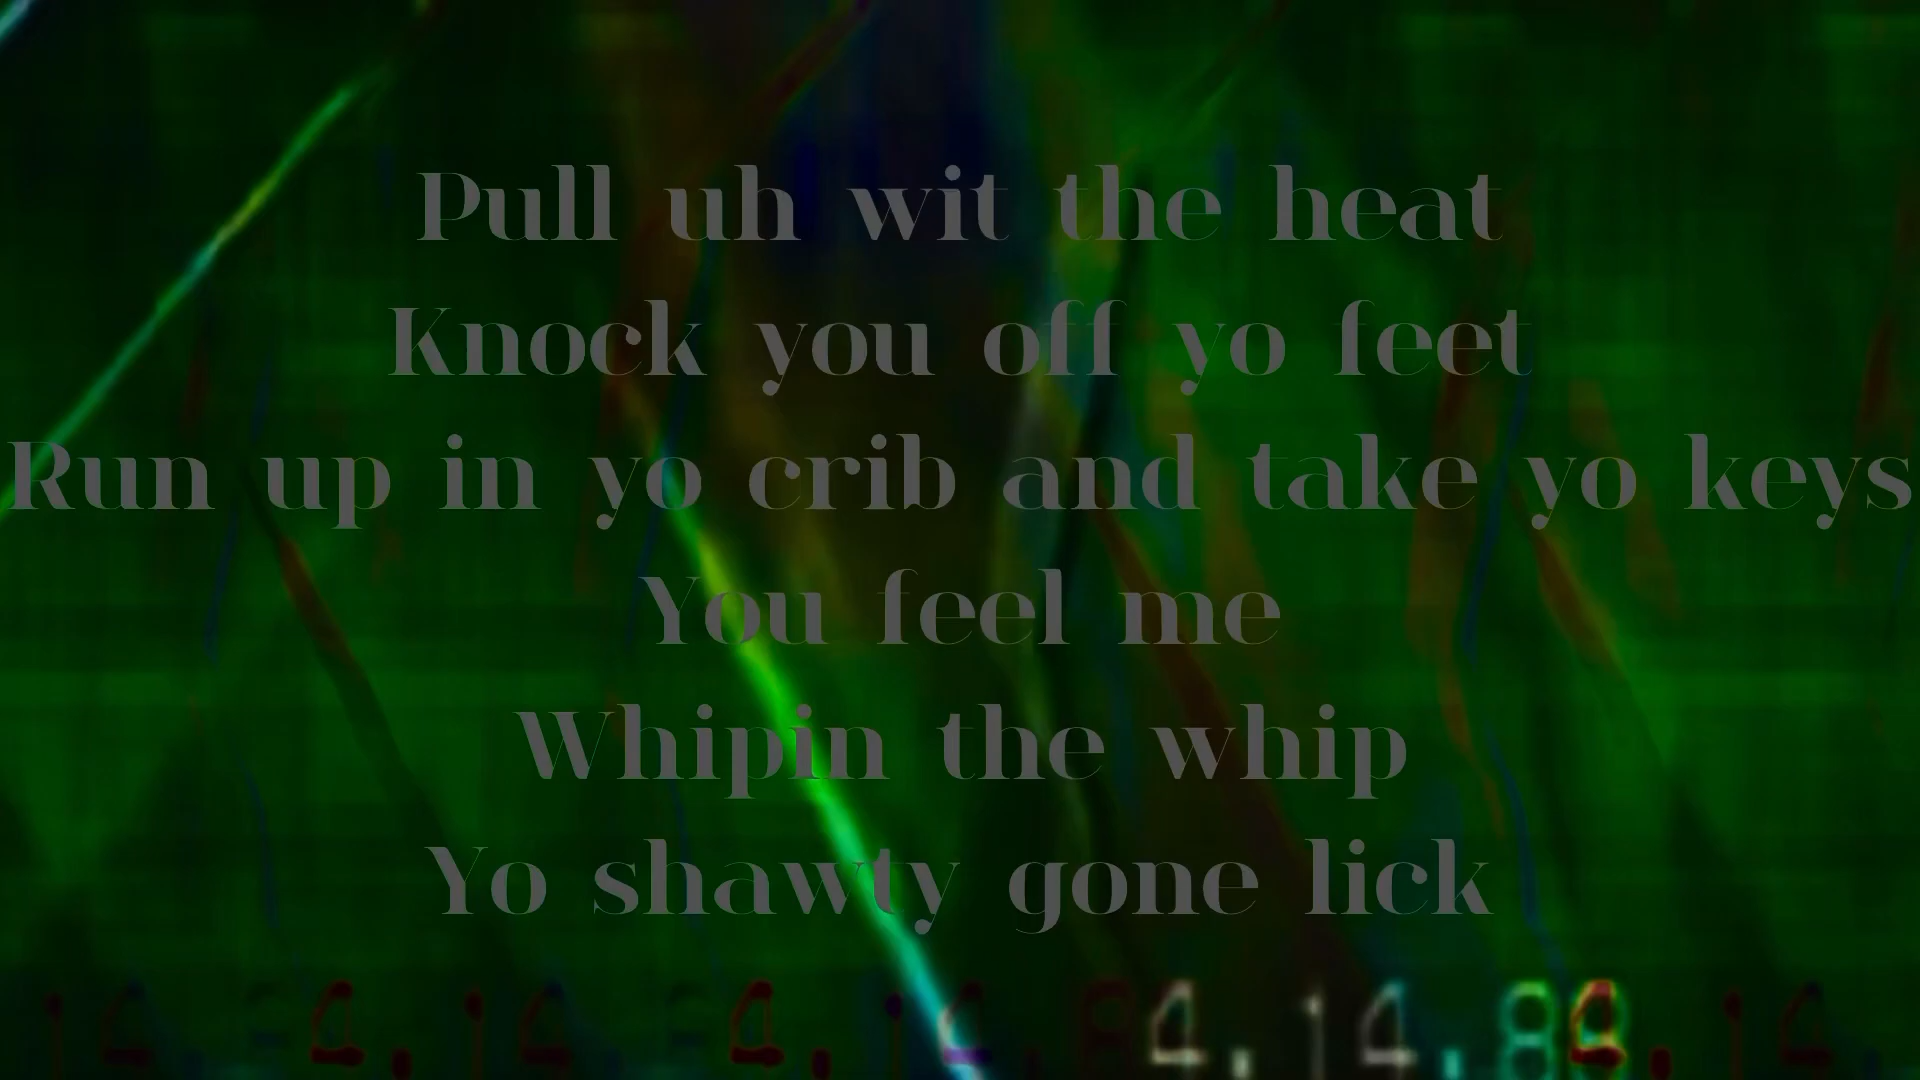 Pull uh wit the heat
Knock you off yo feet
Run up in yo crib and take yo keys
You feel me
Whipin the whip
Yo shawty gone lick